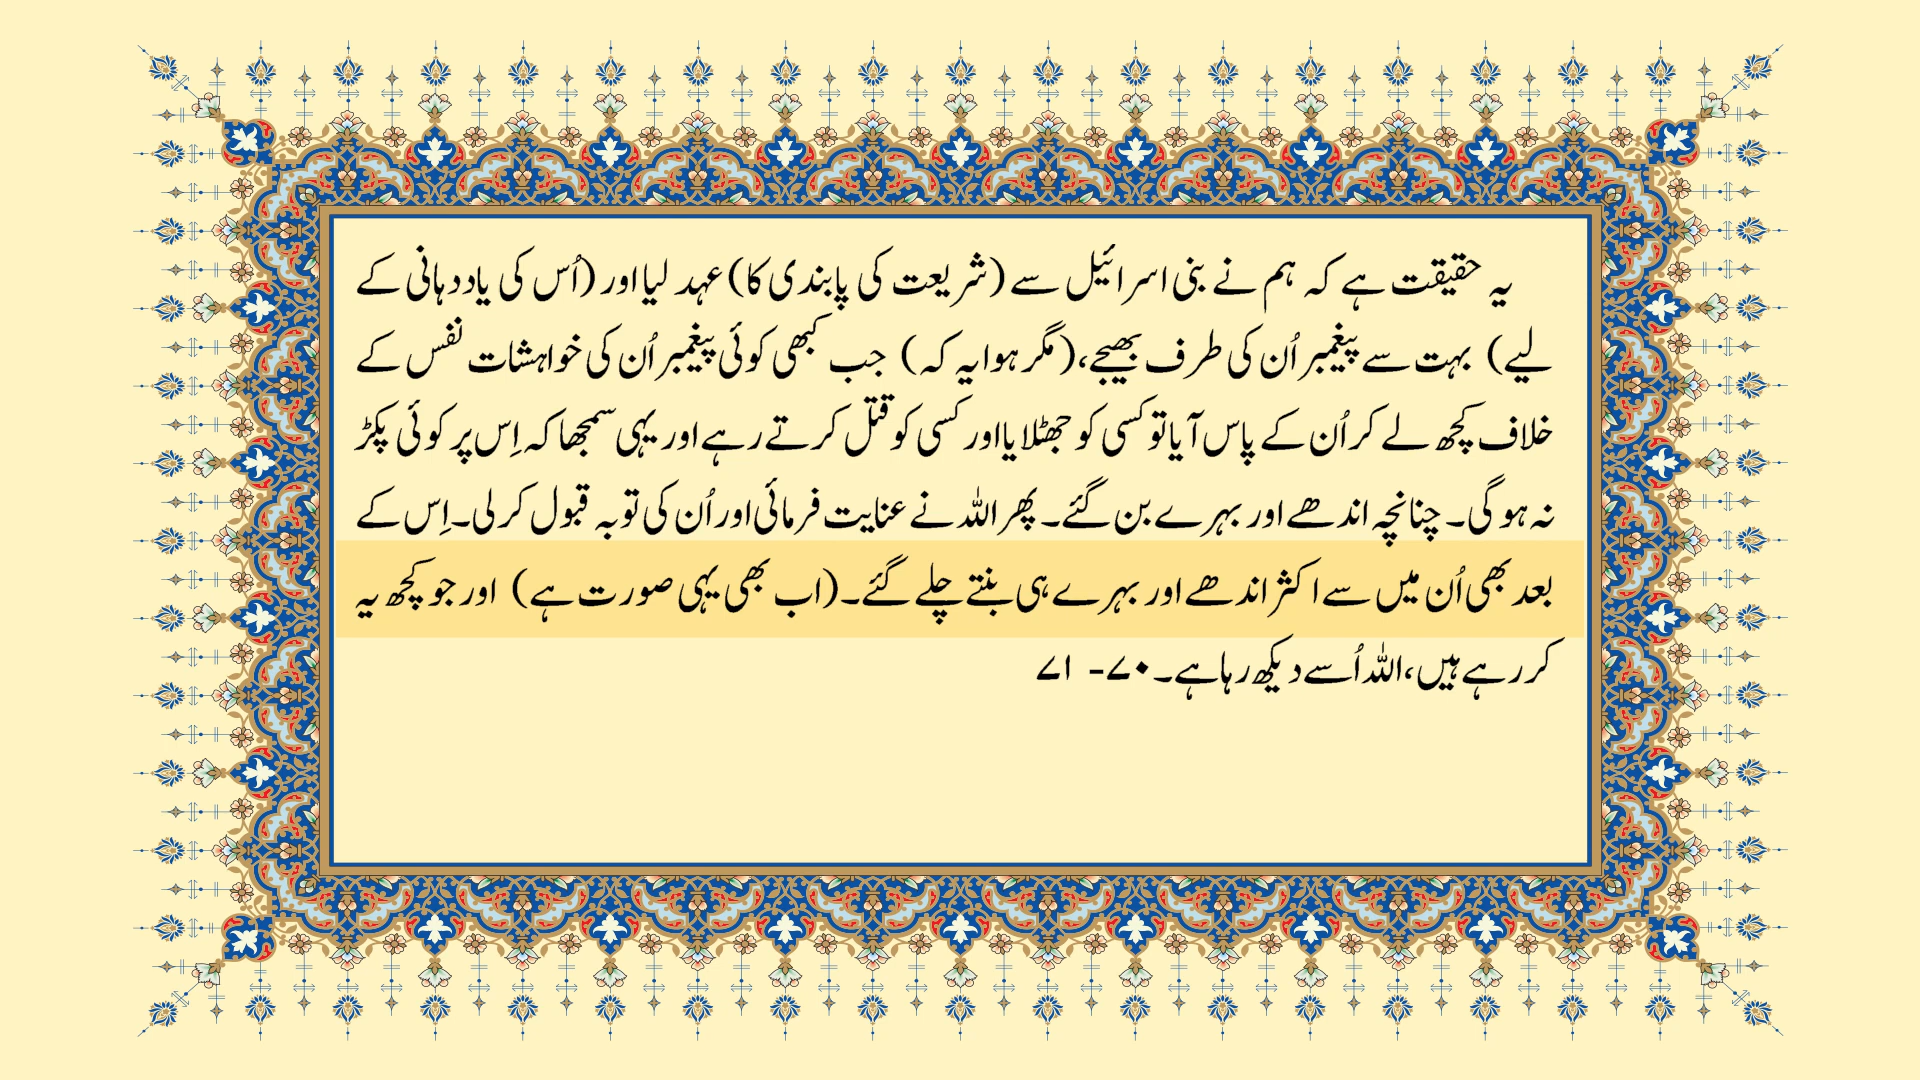 یہ حقیقت ہے کہ ہم نے بنی اسرائیل سے (شریعت کی پابندی کا) عہد لیا اور (اُس کی یاددہانی کے
لیے) بہت سے پیغمبر اُن کی طرف بھیجے، (مگر ہوا یہ کہ) جب کبھی کوئی پیغمبر اُن کی خواہشات نفس کے
خلاف کچھ لے کر اُن کے پاس آیا تو کسی کو جھٹلایا اور کسی کو قتل کرتے رہے اور یہی سمجھا کہ اِس پر کوئی پکڑ
نہ ہو گی۔ چنانچہ اندھے اور بہرے بن گئے۔ پھر اللہ نے عنایت فرمائی اور اُن کی توبہ قبول کر لی۔ اِس کے
بعد بھی اُن میں سے اکثر اندھے اور بہرے ہی بنتے چلے گئے۔ (اب بھی یہی صورت ہے) اور جو کچھ یہ
کر رہے ہیں، اللہ اُسے دیکھ رہا ہے۔ ۷۰- ۷۱